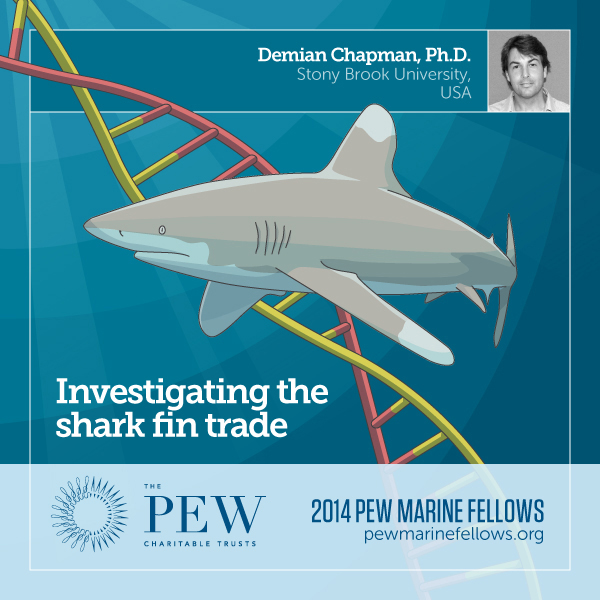 Demian Chapman, Ph.D.
Stony Brook University,
USA
Investigating the
shark fin trade
THE
PEW
CHARITABLE TRUSTS
2014 PEW MARINE FELLOWS
pewmarinefellows.org